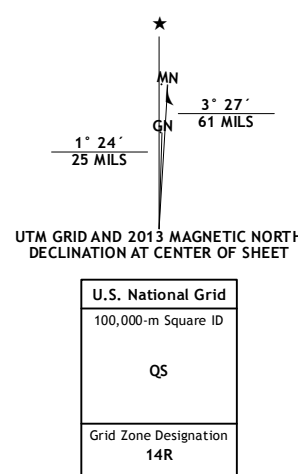 ★
MN
3° 27´
61 MILS
GN
1° 24´
25 MILS
UTM GRID AND 2013 MAGNETIC NORTH
DECLINATION AT CENTER OF SHEET
U.S. National Grid
100,000-m Square ID
QS
Grid Zone Designation
14R